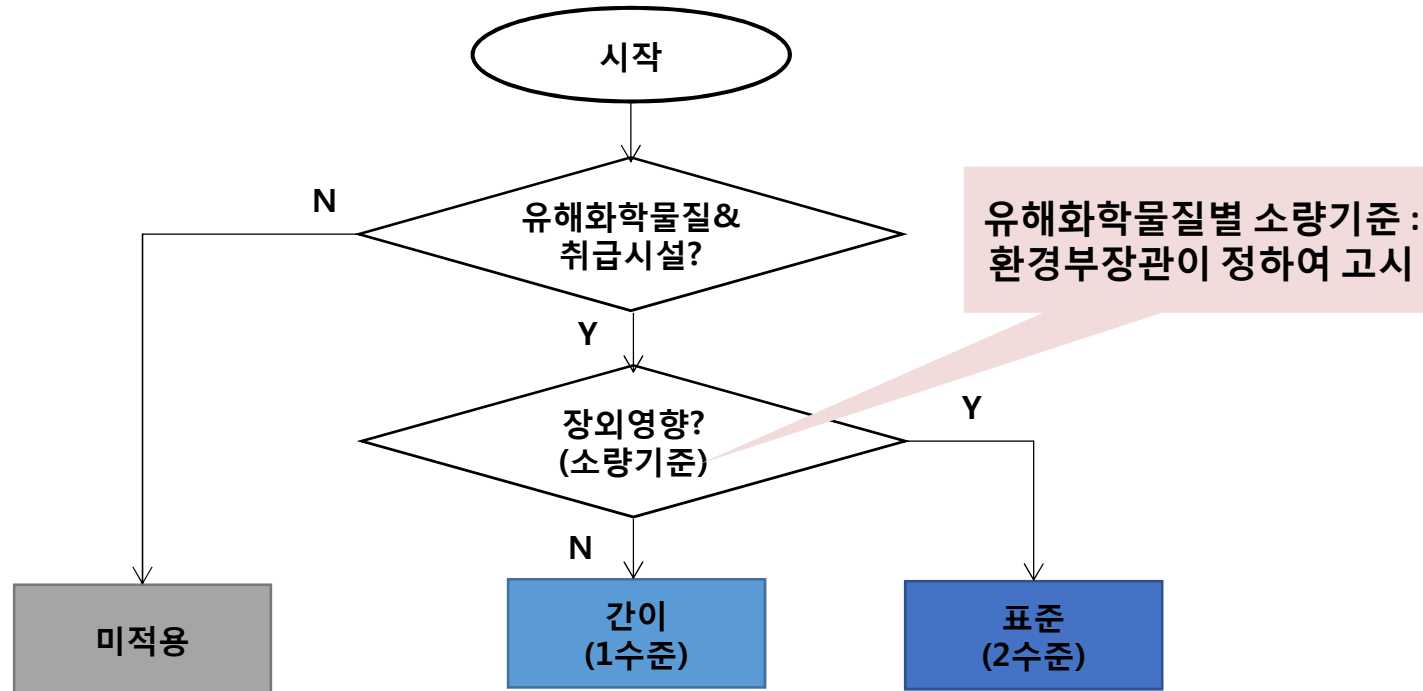 시작
N
유해화학물질&
취급시설?
유해화학물질별 소량기준 :
환경부장관이 정하여 고시
Y
장외영향?
(소량기준)
Y
N
미적용
간이
(1수준)
표준
(2수준)